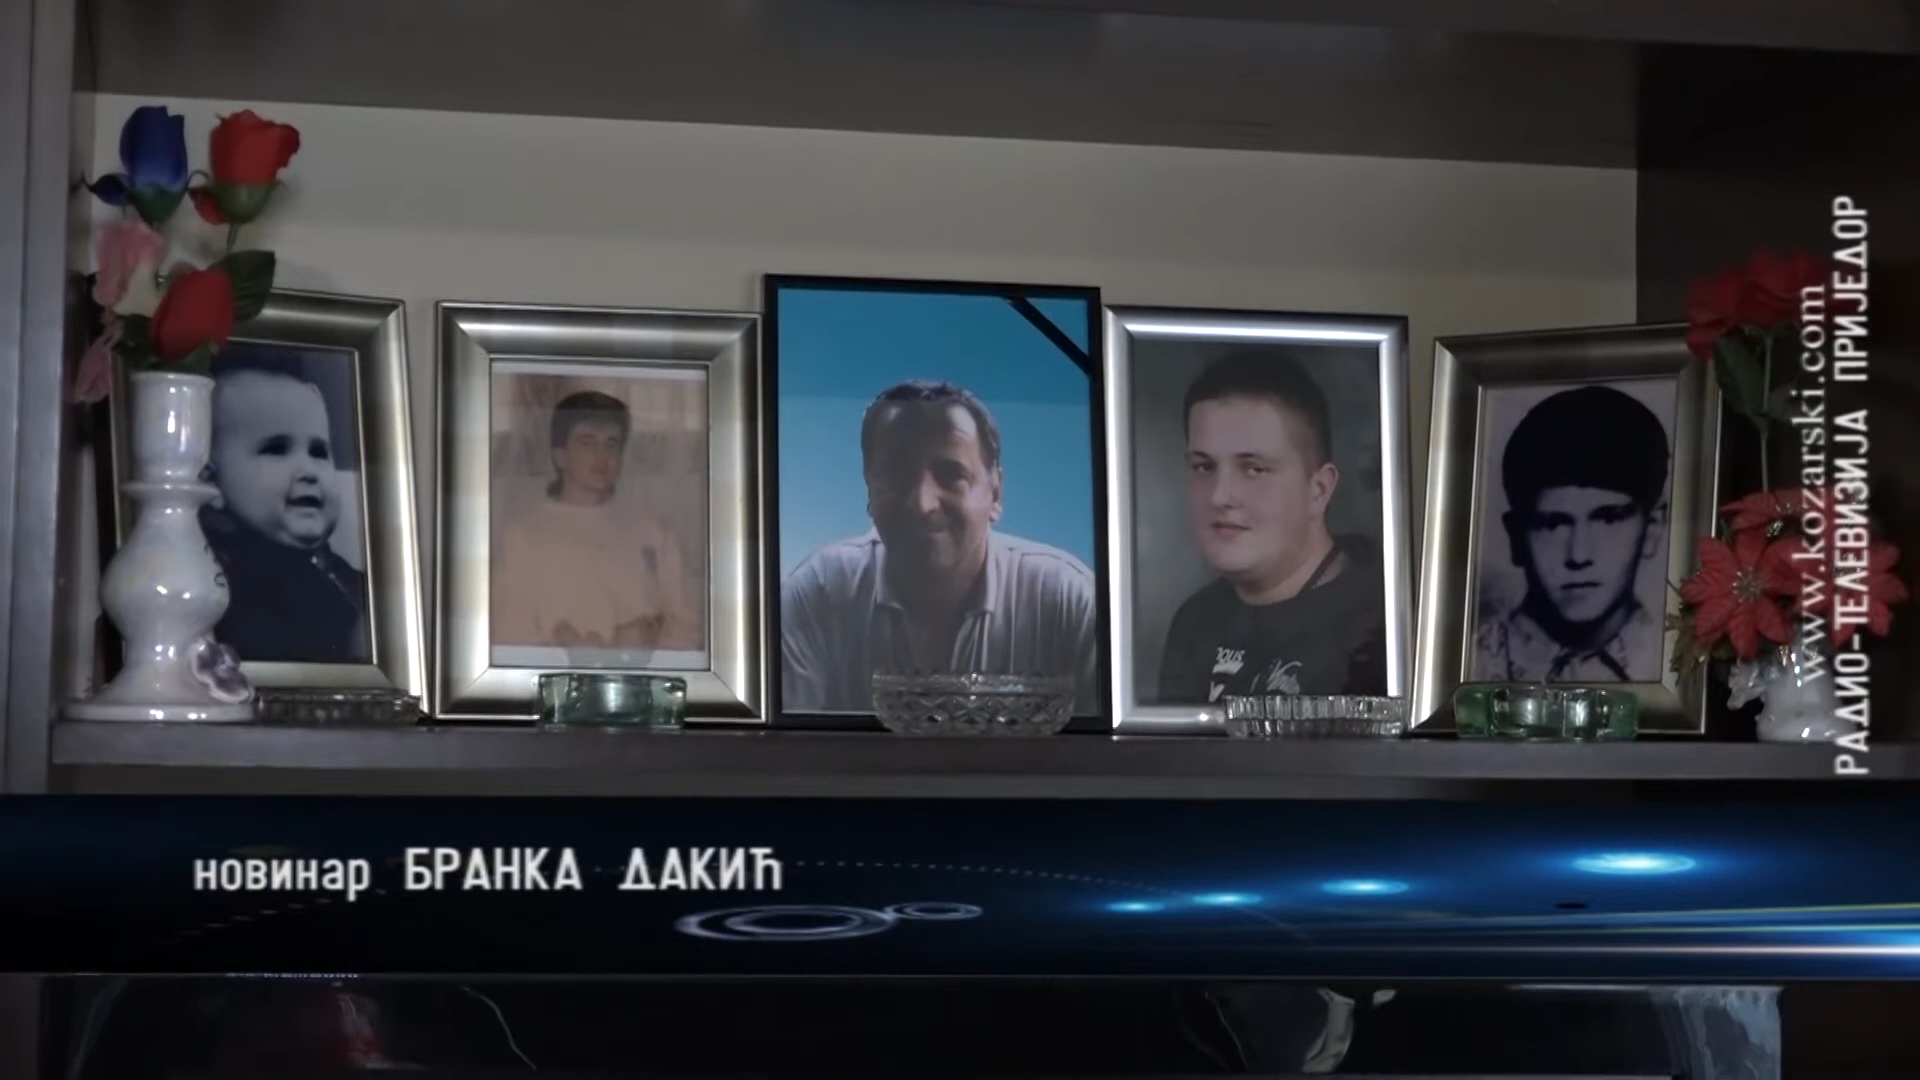 www.kozarski.com
РАДИО-ТЕЛЕВИЗИЈА ПРИЈЕДОР
новинар БРАНКА ДАКИЋ